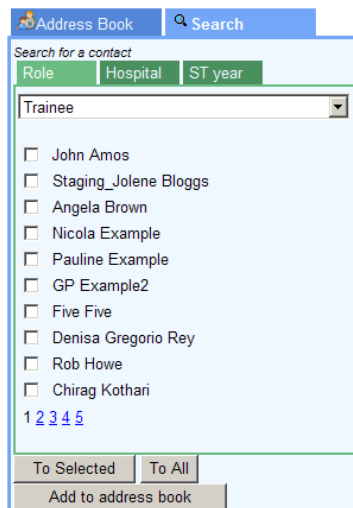 Address Book Search
Search for a contact
Role Hospital ST year
Trainee
John Amos
Staging_Jolene Bloggs
Angela Brown
Nicola Example
Pauline Example
GP Example2
Five Five
Denisa Gregorio Rey
Rob Howe
Chirag Kothari
1 2 3 4 5
To Selected To All
Add to address book